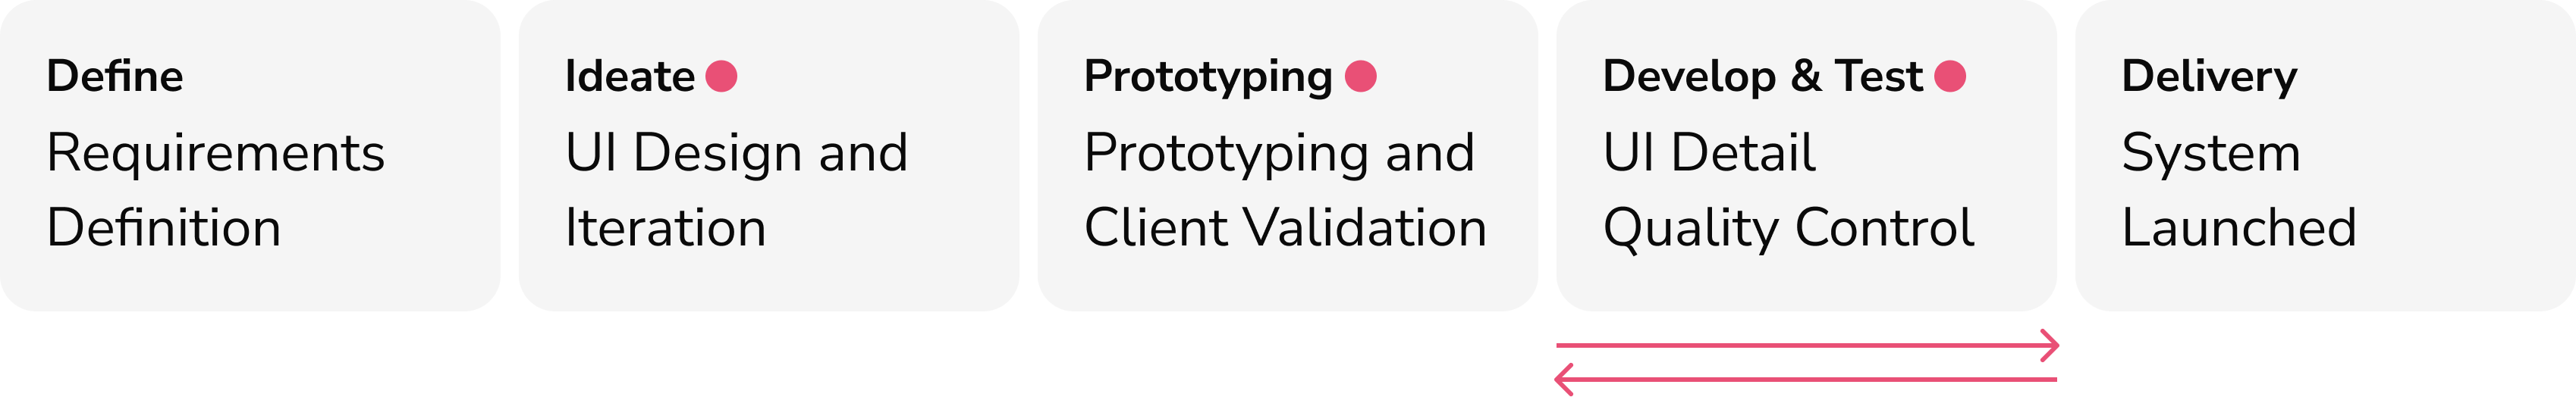 Define
Requirements
Definition
Ideate
UI Design and
Iteration
Prototyping
Prototyping and
Client Validation
Develop & Test
UI Detail
Quality Control
Delivery
System
Launched